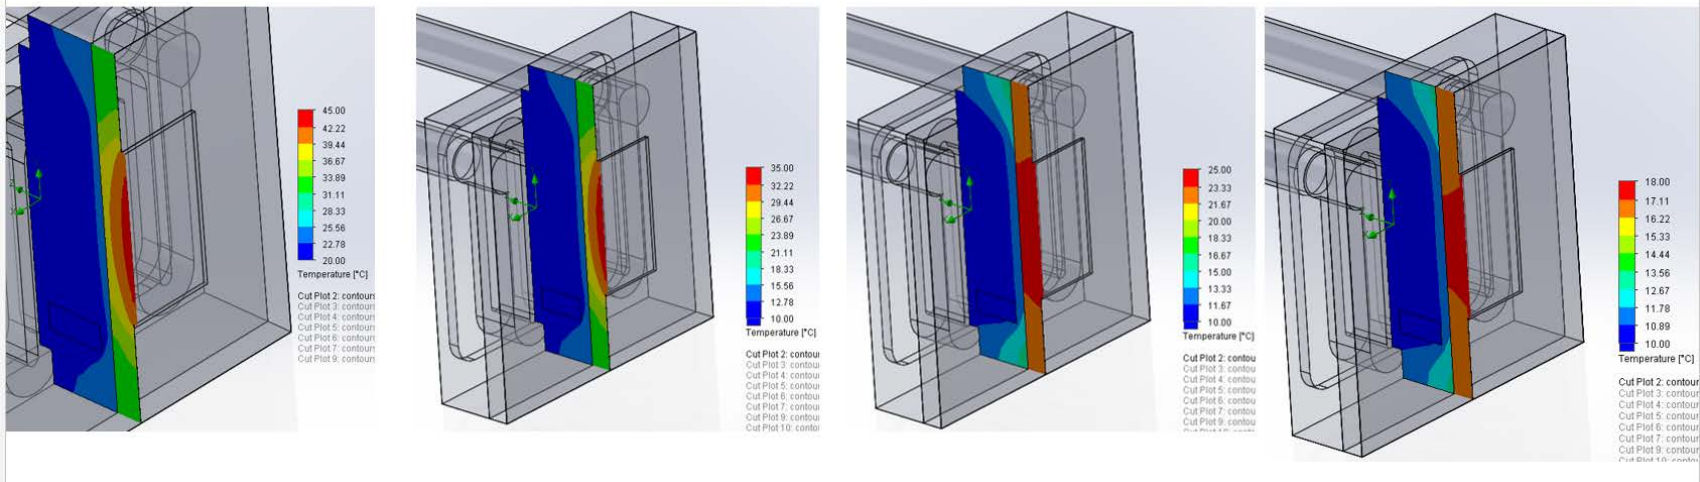 45.00
42.22
39.44
36.67
33.89
31.11
28.33
25.56
22.78
20.00
Temperature [°C]
Cut Plot 2: contours
Cut Plot 3: contours
Cut Plot 4: contours
Cut Plot 5: contours
Cut Plot 6: contours
Cut Plot 7: contours
Cut Plot 9: contours
35.00
32.22
29.44
26.67
23.89
21.11
18.33
15.56
12.78
10.00
Temperature [°C]
Cut Plot 2: contou
Cut Plot 3: contou
Cut Plot 4: contou
Cut Plot 5: contou
Cut Plot 6: contou
Cut Plot 7: contou
Cut Plot 9: contou
Cut Plot 10: contou
25.00
23.33
21.67
20.00
18.33
16.67
15.00
13.33
11.67
10.00
Temperature [°C]
Cut Plot 2: contou
Cut Plot 3: contou
Cut Plot 4: contou
Cut Plot 5: contou
Cut Plot 6: contou
Cut Plot 7: contou
Cut Plot 9: contou
18.00
17.11
16.22
15.33
14.44
13.56
12.67
11.78
10.89
10.00
Temperature [°C]
Cut Plot 2: contour
Cut Plot 3: contour
Cut Plot 4: contour
Cut Plot 5: contour
Cut Plot 6: contour
Cut Plot 7: contour
Cut Plot 9: contour